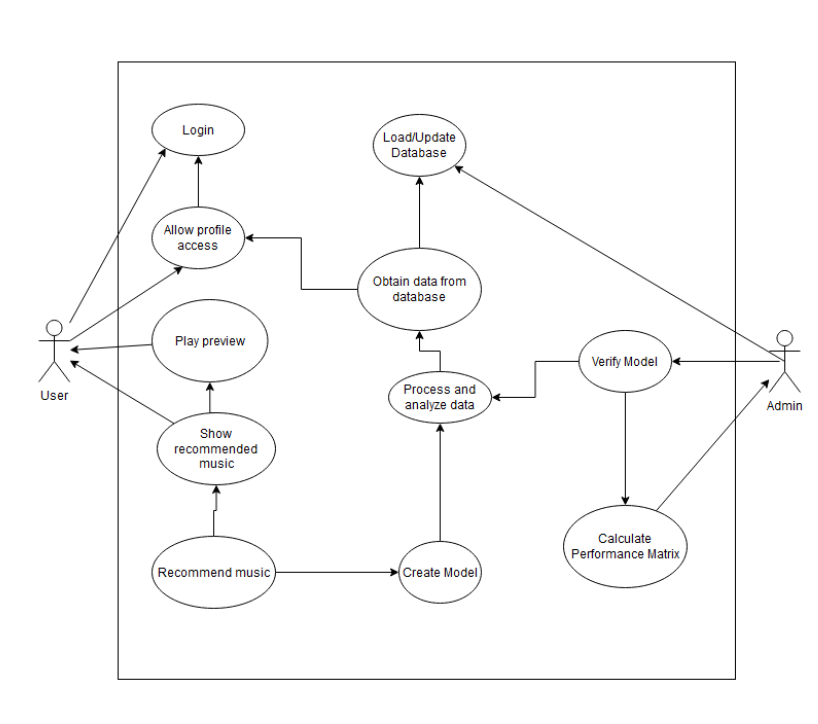 Login
Load/Update
Database
Allow profile
access
Obtain data from
database
Play preview
Verify Model
User
Process and
analyze data
Admin
Show
recommended
music
Calculate
Performance Matrix
Recommend music
Create Model